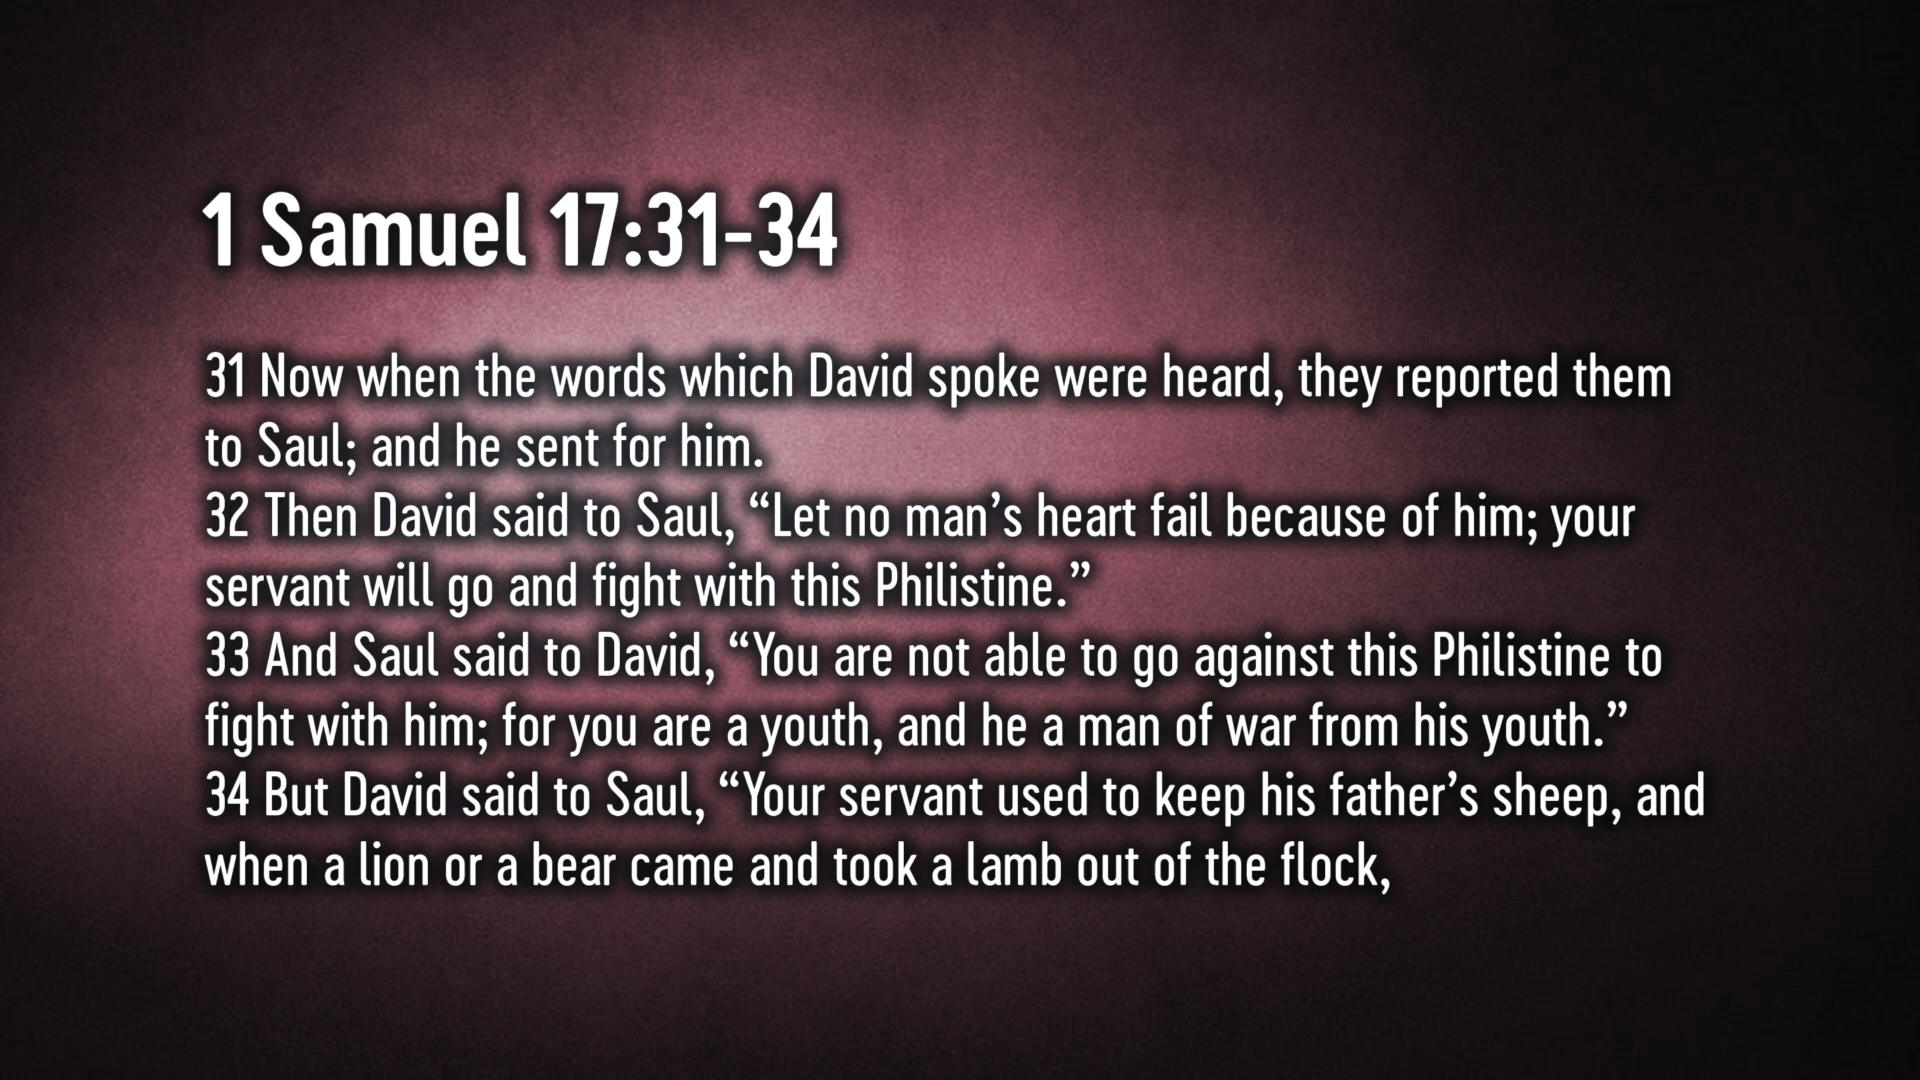 1 Samuel 17:31-34
31 Now when the words which David spoke were heard, they reported them
to Saul; and he sent for him.
32 Then David said to Saul, “Let no man’s heart fail because of him; your
servant will go and fight with this Philistine.”
33 And Saul said to David, “You are not able to go against this Philistine to
fight with him; for you are a youth, and he a man of war from his youth.”
34 But David said to Saul, “Your servant used to keep his father’s sheep, and
when a lion or a bear came and took a lamb out of the flock,